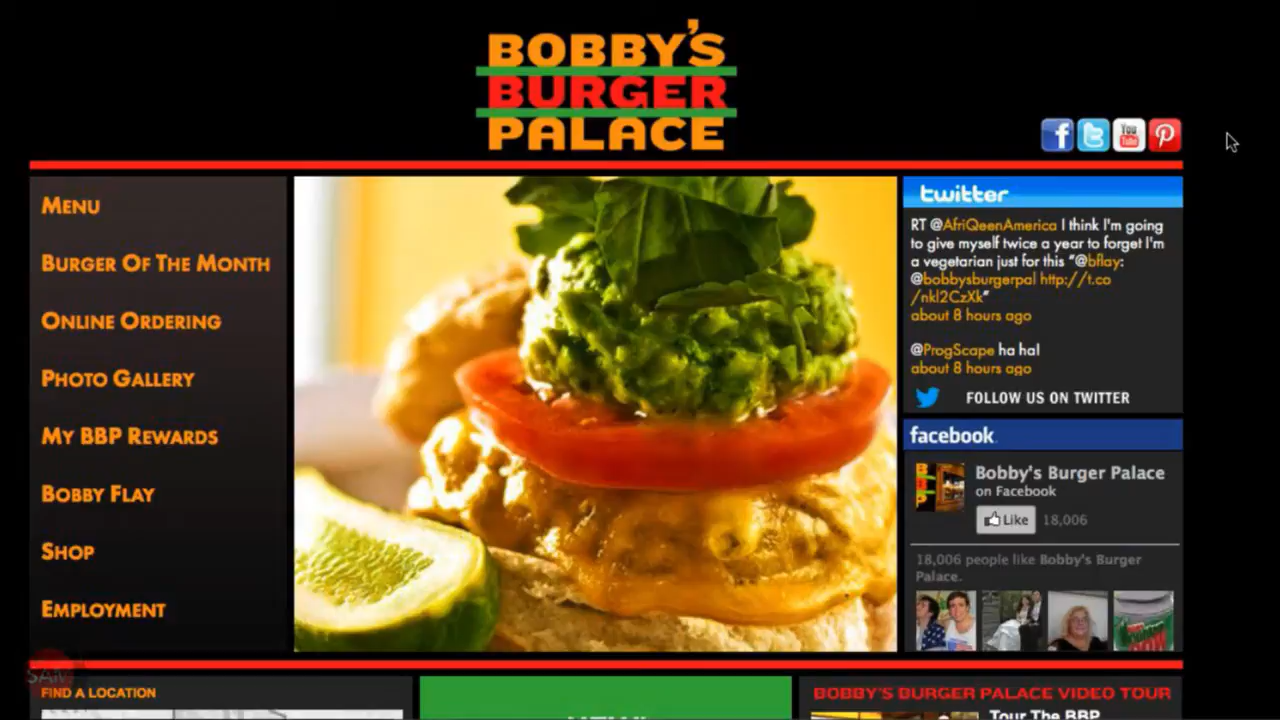 BOBBY'S
BURGER
PALACE
You
Tube
MENU
BURGER OF THE MONTH
ONLINE ORDERING
PHOTO GALLERY
MY BBP REWARDS
BOBBY FLAY
SHOP
EMPLOYMENT
twitter
RT @AfriQeenAmerica I think I'm going
to give myself twice a year to forget I'm
a vegetarian just for this "@bflay:
@bobbysburgerpal http://t.co
/nkl2CzXk"
about 8 hours ago
@ProgScape ha ha!
about 8 hours ago
FOLLOW US ON TWITTER
facebook
Bobby's Burger Palace
on Facebook
Like 18,006
18,006 people like Bobby's Burger
Palace.
SAM
FIND A LOCATION
BOBBY'S BURGER PALACE VIDEO TOUR
Tour The BBP